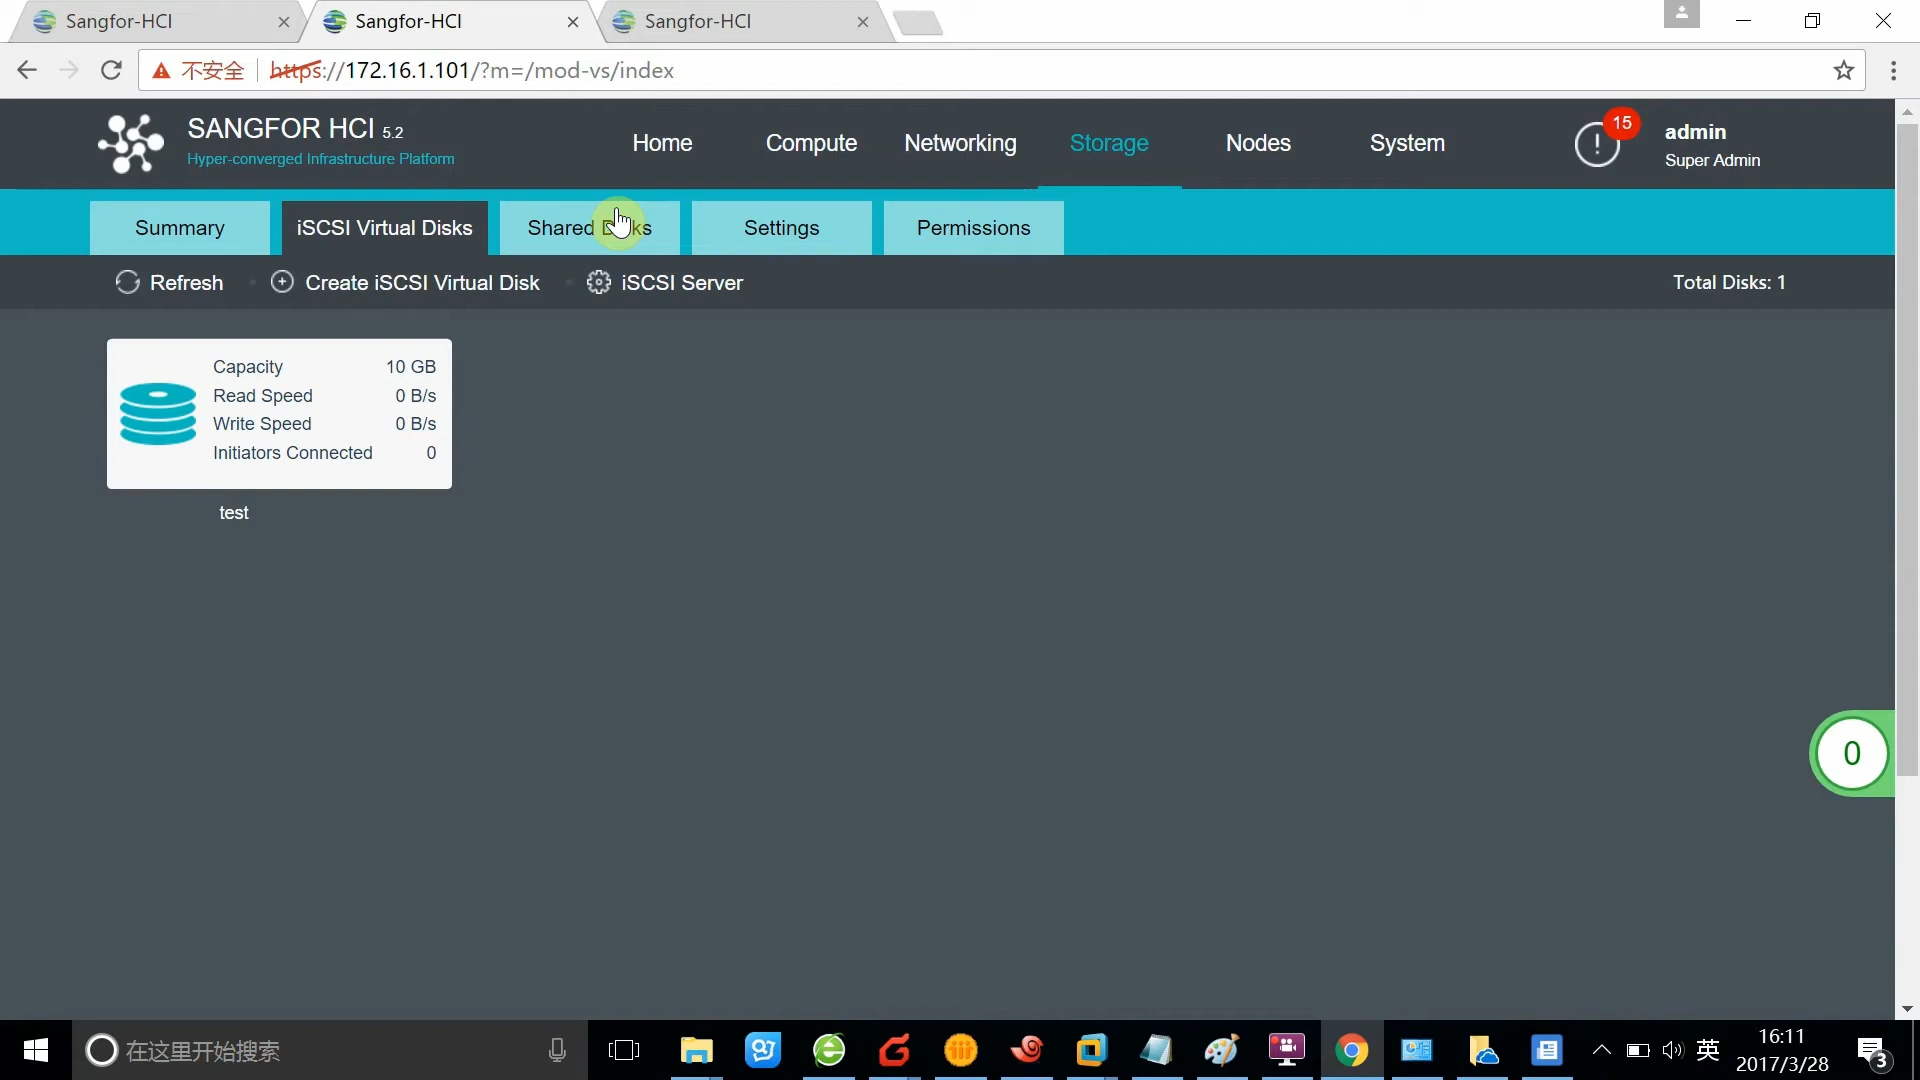 Sangfor-HCI
Sangfor-HCI
Sangfor-HCI
不安全 https://172.16.1.101/?m=/mod-vs/index
SANGFOR HCI 5.2
Hyper-converged Infrastructure Platform
Home Compute Networking Storage Nodes System
15
admin
Super Admin
Summary iSCSI Virtual Disks Shared Disks Settings Permissions
Refresh Create iSCSI Virtual Disk iSCSI Server Total Disks: 1
Capacity 10 GB
Read Speed 0 B/s
Write Speed 0 B/s
Initiators Connected 0
test
0
在这里开始搜索
英
16:11
2017/3/28
3